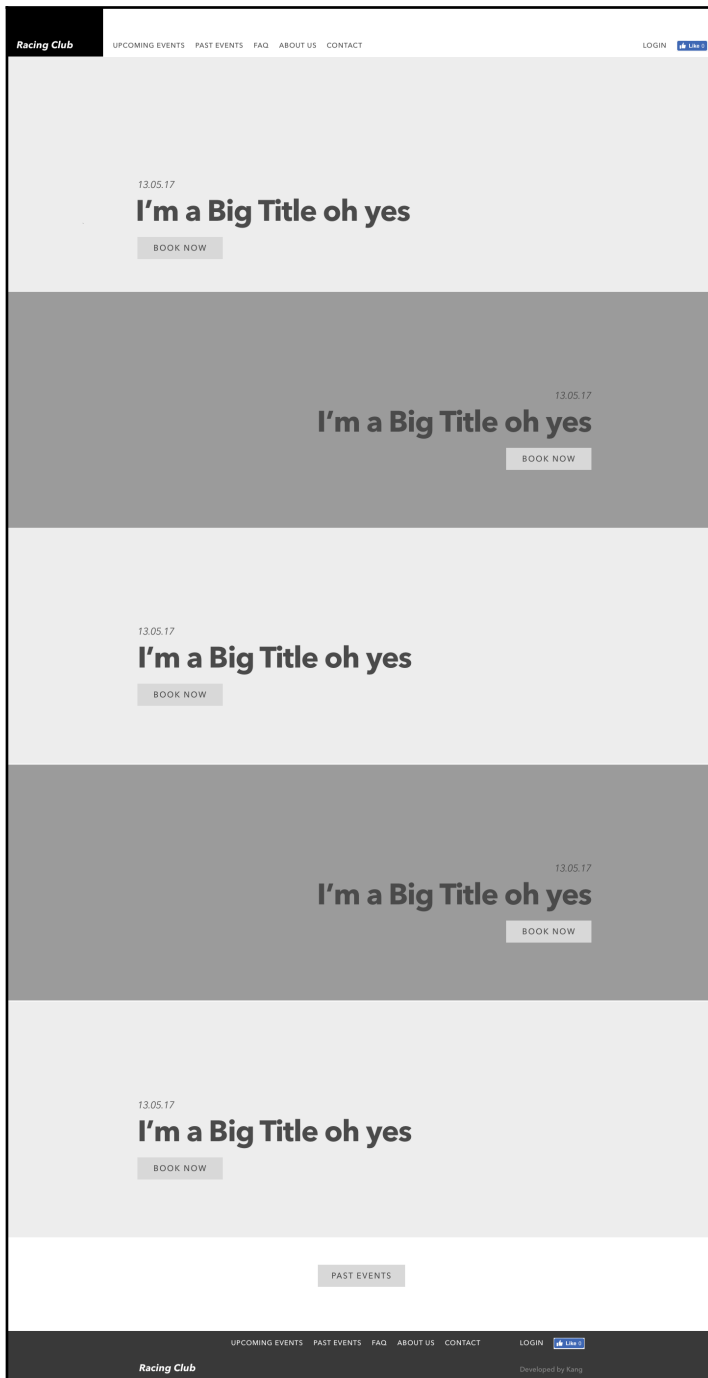 Racing Club UPCOMING EVENTS PAST EVENTS FAQ ABOUT US CONTACT LOGIN Like 0
13.05.17
I'm a Big Title oh yes
BOOK NOW
13.05.17
I'm a Big Title oh yes
BOOK NOW
13.05.17
I'm a Big Title oh yes
BOOK NOW
13.05.17
I'm a Big Title oh yes
BOOK NOW
13.05.17
I'm a Big Title oh yes
BOOK NOW
PAST EVENTS
UPCOMING EVENTS PAST EVENTS FAQ ABOUT US CONTACT LOGIN Like 0
Racing Club Developed by Kang